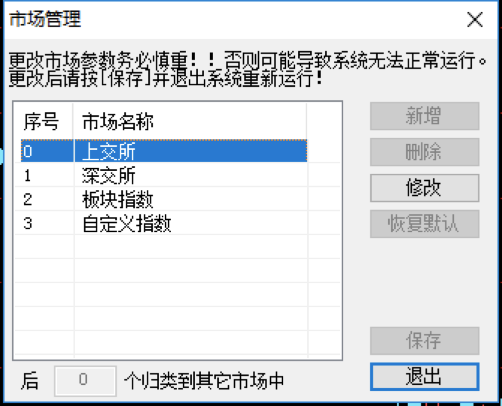 市场管理
更改市场参数务必慎重！！否则可能导致系统无法正常运行。
更改后请按[保存]并退出系统重新运行!
序号 市场名称
0 上交所
1 深交所
2 板块指数
3 自定义指数
新增
删除
修改
恢复默认
保存
退出
后 0 个归类到其它市场中